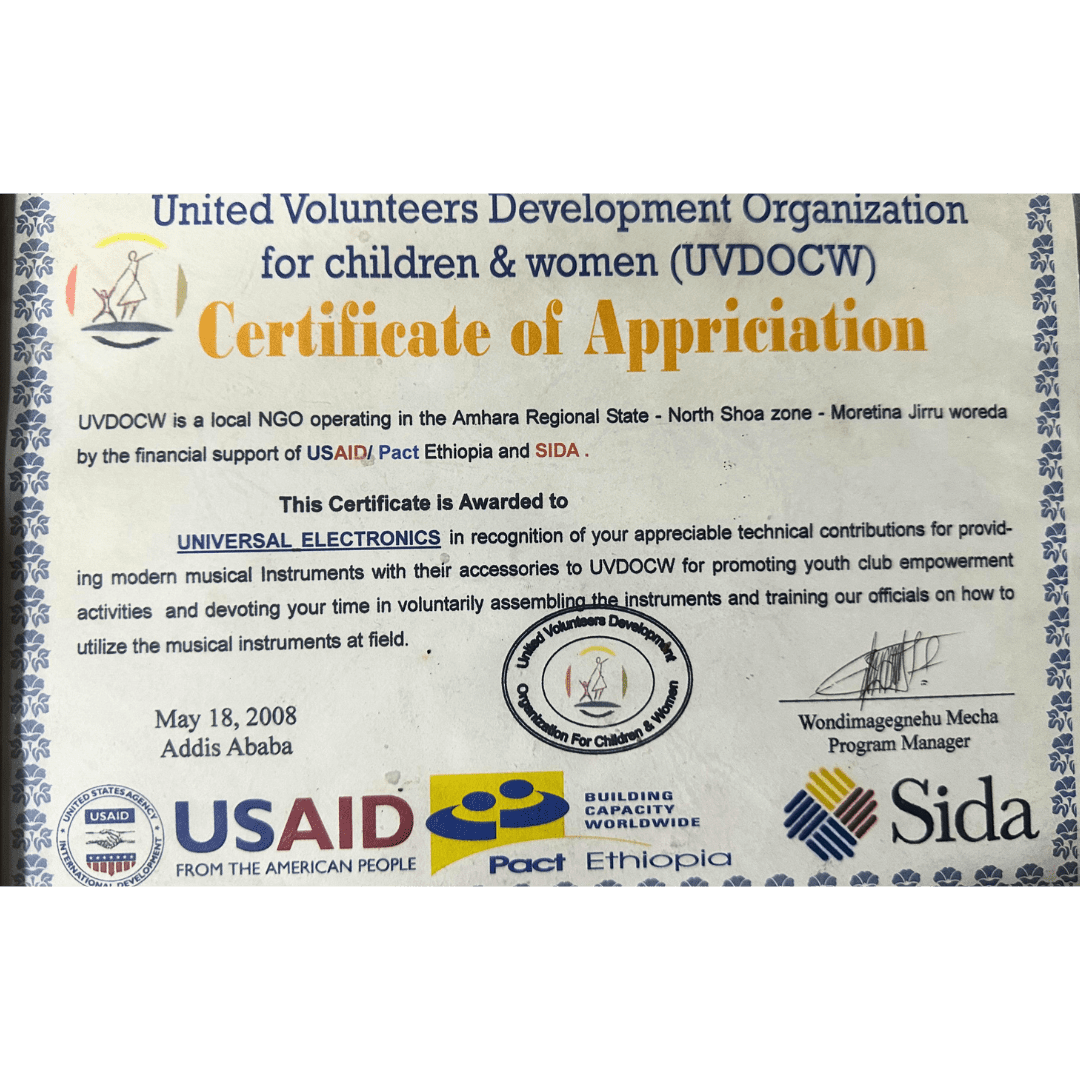 United Volunteers Development Organization
for children & women (UVDOCW)
Certificate of Appriciation
UVDOCW is a local NGO operating in the Amhara Regional State - North Shoa zone - Moretina Jirru woreda
by the financial support of USAID/ Pact Ethiopia and SIDA .
This Certificate is Awarded to
UNIVERSAL ELECTRONICS in recognition of your appreciable technical contributions for provid-
ing modern musical Instruments with their accessories to UVDOCW for promoting youth club empowerment
activities and devoting your time in voluntarily assembling the instruments and training our officials on how to
utilize the musical instruments at field.
United Volunteers Development
Organization For Children & Women
May 18, 2008
Addis Ababa
Wondimagegnehu Mecha
Program Manager
UNITED STATES AGENCY
USAID
INTERNATIONAL DEVELOPMENT
USAID
FROM THE AMERICAN PEOPLE
BUILDING
CAPACITY
WORLDWIDE
Pact Ethiopia
Sida